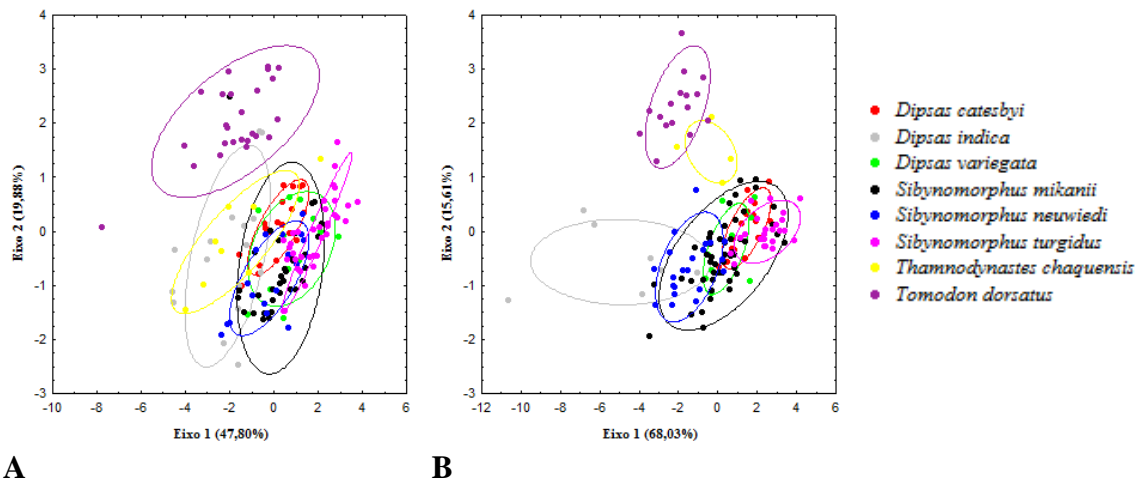 4
3
2
1
0
-1
-2
-3
Eixo 2 (19,88%)
-10 -8 -6 -4 -2 0 2 4 6
Eixo 1 (47,80%)
A
4
3
2
1
0
-1
-2
-3
Eixo 2 (15,61%)
-12 -10 -8 -6 -4 -2 0 2 4 6
Eixo 1 (68,03%)
B
Dipsas catesbyi
Dipsas indica
Dipsas variegata
Sibynomorphus mikanii
Sibynomorphus neuwiedi
Sibynomorphus turgidus
Thamnodynastes chaquensis
Tomodon dorsatus